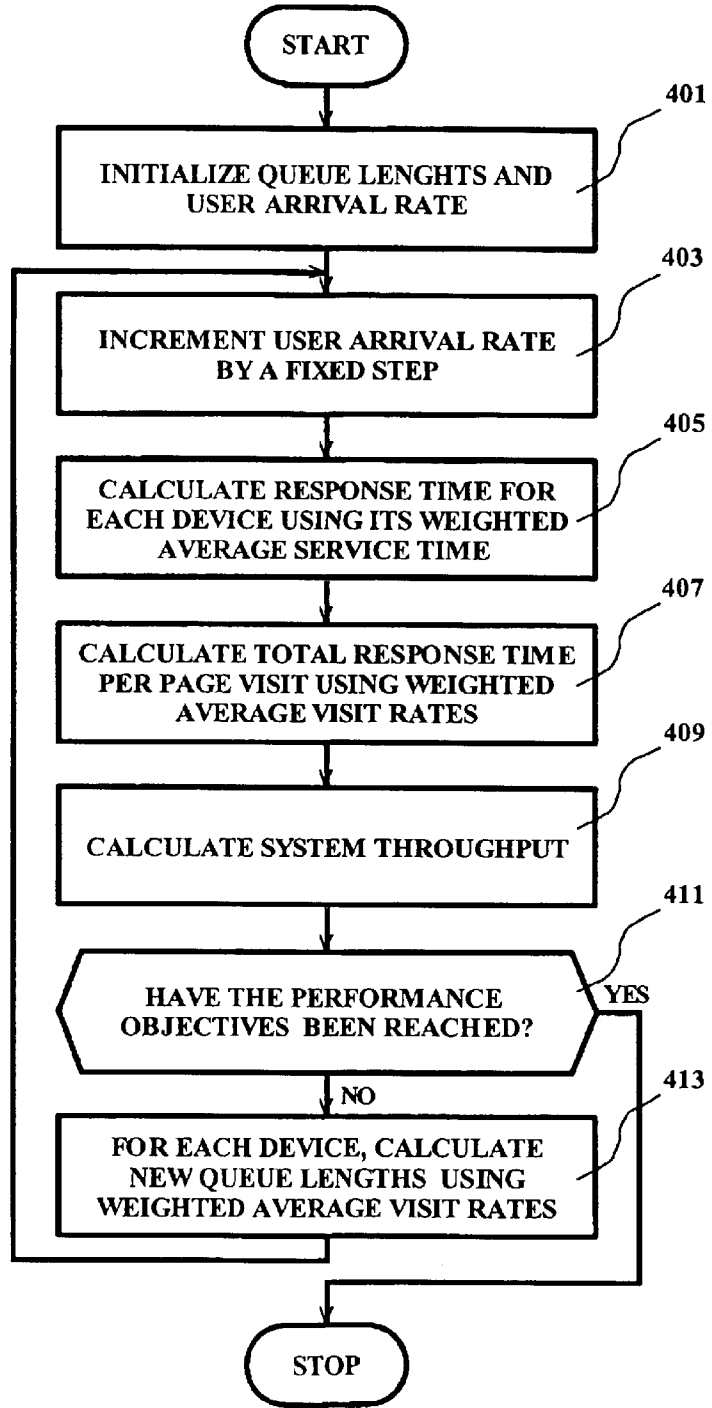 START
401
INITIALIZE QUEUE LENGHTS AND
USER ARRIVAL RATE
403
INCREMENT USER ARRIVAL RATE
BY A FIXED STEP
405
CALCULATE RESPONSE TIME FOR
EACH DEVICE USING ITS WEIGHTED
AVERAGE SERVICE TIME
407
CALCULATE TOTAL RESPONSE TIME
PER PAGE VISIT USING WEIGHTED
AVERAGE VISIT RATES
409
CALCULATE SYSTEM THROUGHPUT
411
HAVE THE PERFORMANCE
OBJECTIVES BEEN REACHED?
YES
NO
413
FOR EACH DEVICE, CALCULATE
NEW QUEUE LENGTHS USING
WEIGHTED AVERAGE VISIT RATES
STOP